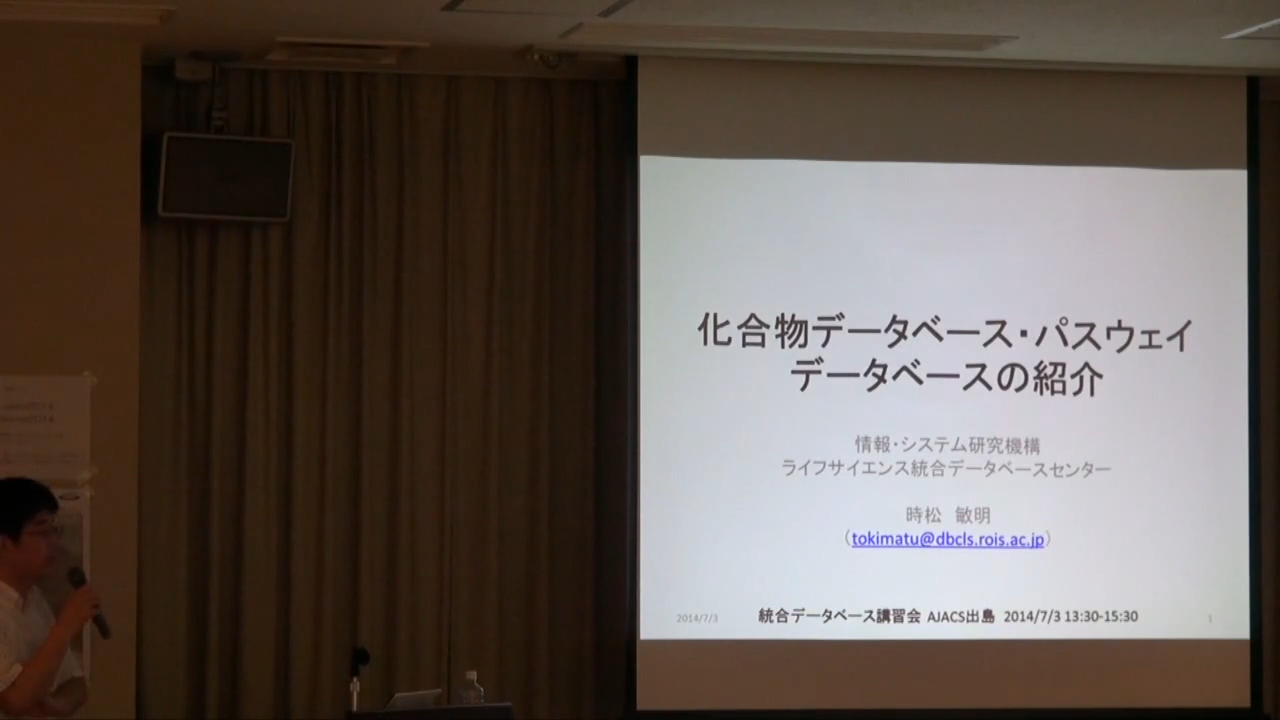 化合物データベース・パスウェイ
データベースの紹介
情報・システム研究機構
ライフサイエンス統合データベースセンター
時松 敏明
（tokimatu@dbcls.rois.ac.jp）
2014/7/3 統合データベース講習会 AJACS出島 2014/7/3 13:30-15:30 1